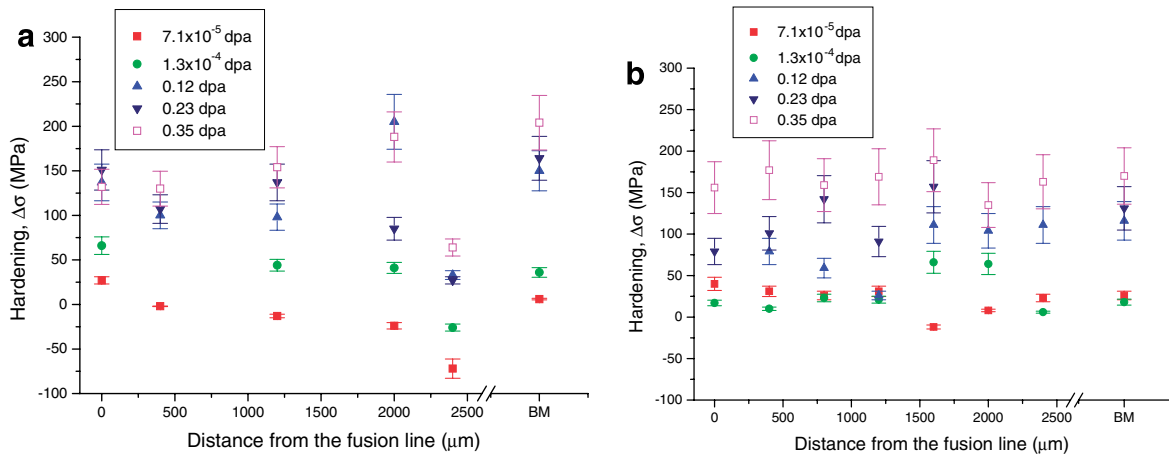 a
7.1x10⁻⁵ dpa
1.3x10⁻⁴ dpa
0.12 dpa
0.23 dpa
0.35 dpa
Hardening, Δσ (MPa)
300
250
200
150
100
50
0
-50
-100
0 500 1000 1500 2000 2500 BM
Distance from the fusion line (μm)
b
7.1x10⁻⁵ dpa
1.3x10⁻⁴ dpa
0.12 dpa
0.23 dpa
0.35 dpa
Hardening, Δσ (MPa)
300
250
200
150
100
50
0
-50
-100
0 500 1000 1500 2000 2500 BM
Distance from the fusion line (μm)